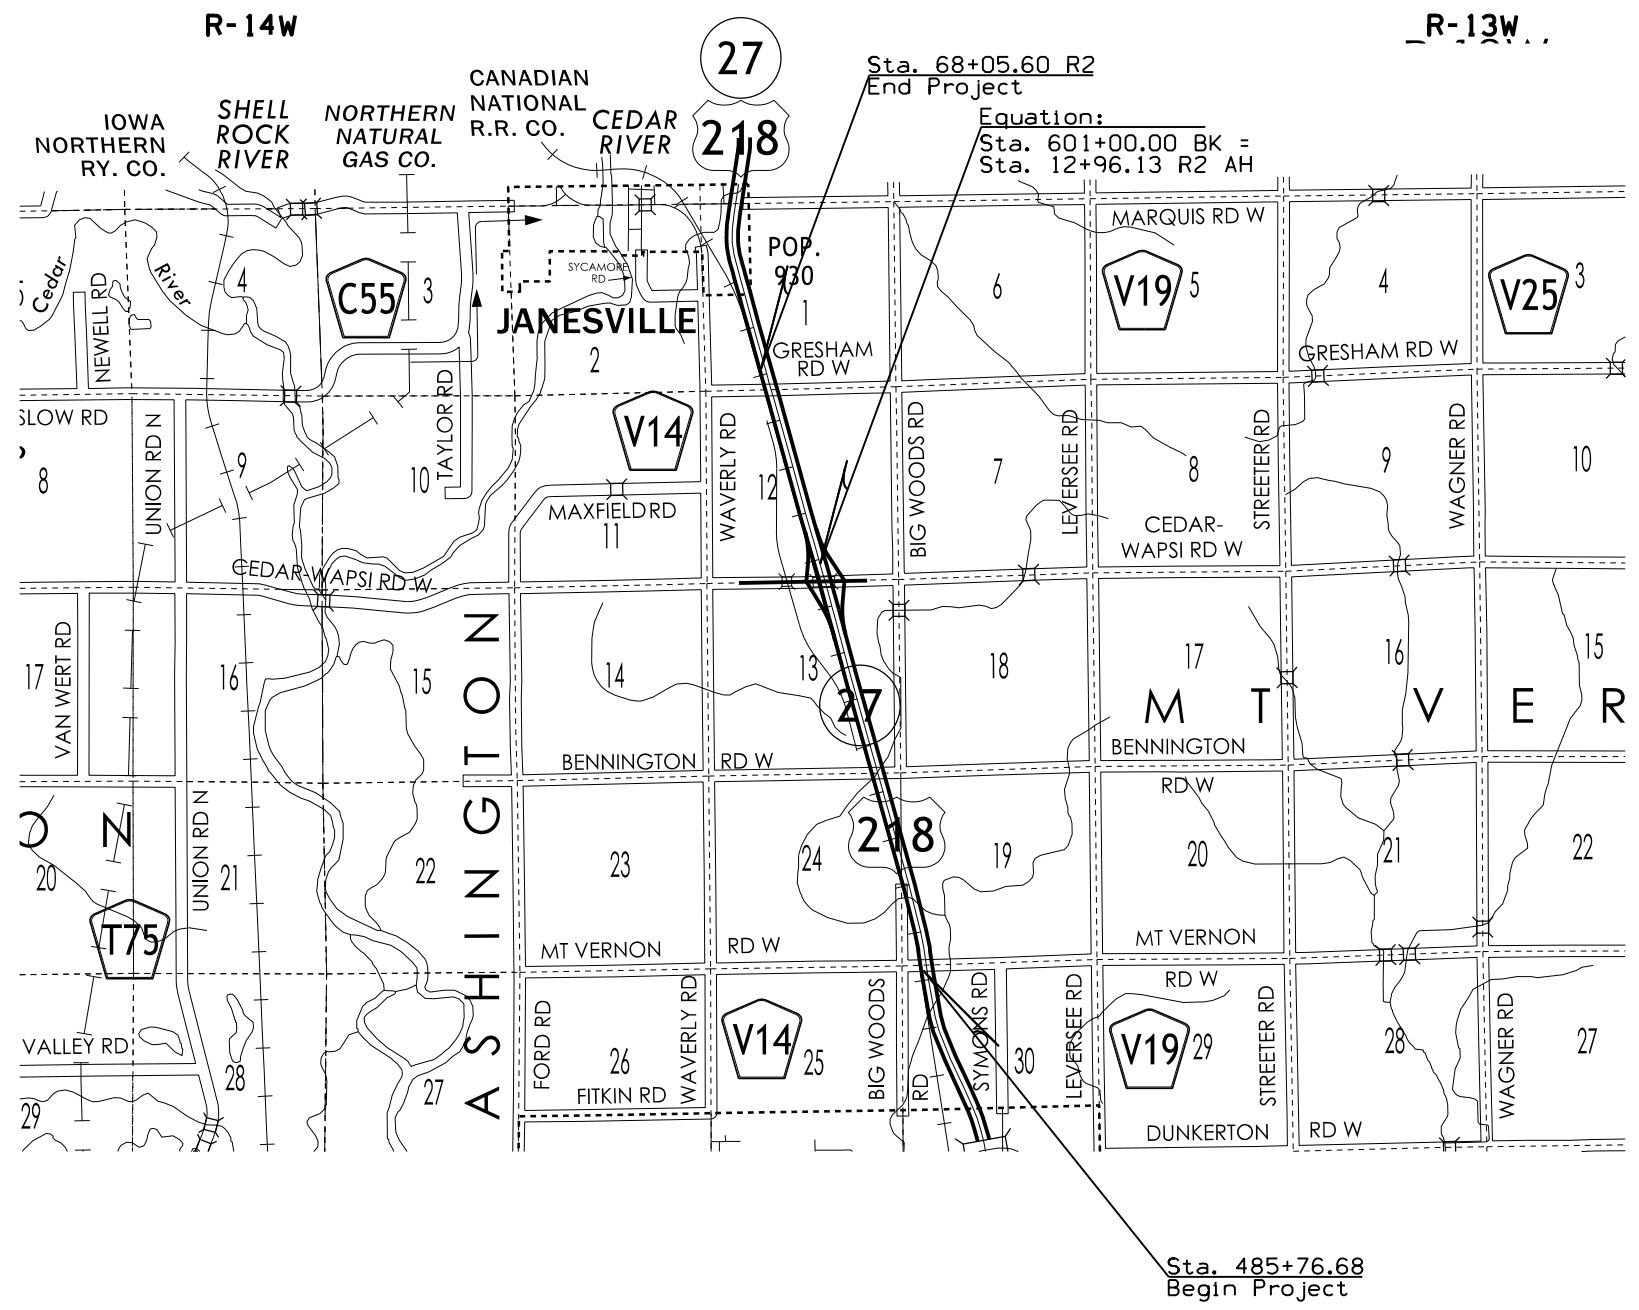 R-14W
R-13W
27
218
Sta. 68+05.60 R2
End Project
Equation:
Sta. 601+00.00 BK =
Sta. 12+96.13 R2 AH
IOWA
NORTHERN
RY. CO.
SHELL
ROCK
RIVER
NORTHERN
NATURAL
GAS CO.
CANADIAN
NATIONAL
R.R. CO.
CEDAR
RIVER
MARQUIS RD W
POP.
930
Cedar
River
NEWELL RD
4
C55
3
SYCAMORE
RD
JANESVILLE
2
1
6
V19
5
4
V25
3
GRESHAM
RD W
GRESHAM RD W
SLOW RD
8
UNION RD N
9
10
TAYLOR RD
V14
MAXFIELD RD
11
WAVERLY RD
12
BIG WOODS RD
7
LEVERSEE RD
8
CEDAR-
WAPSI RD W
STREETER RD
9
WAGNER RD
10
CEDAR-WAPSI RD W
17
VAN WERT RD
16
15
14
13
18
17
16
15
27
ASHINGTON
M T V E R
BENNINGTON RD W
BENNINGTON
RD W
O N
20
UNION RD N
21
22
23
24
218
19
20
21
22
T75
MT VERNON RD W
MT VERNON
RD W
VALLEY RD
29
28
27
FORD RD
26
FITKIN RD
WAVERLY RD
V14
25
BIG WOODS
RD
SYMONS RD
30
LEVERSEE RD
V19
29
STREETER RD
28
WAGNER RD
27
DUNKERTON RD W
Sta. 485+76.68
Begin Project